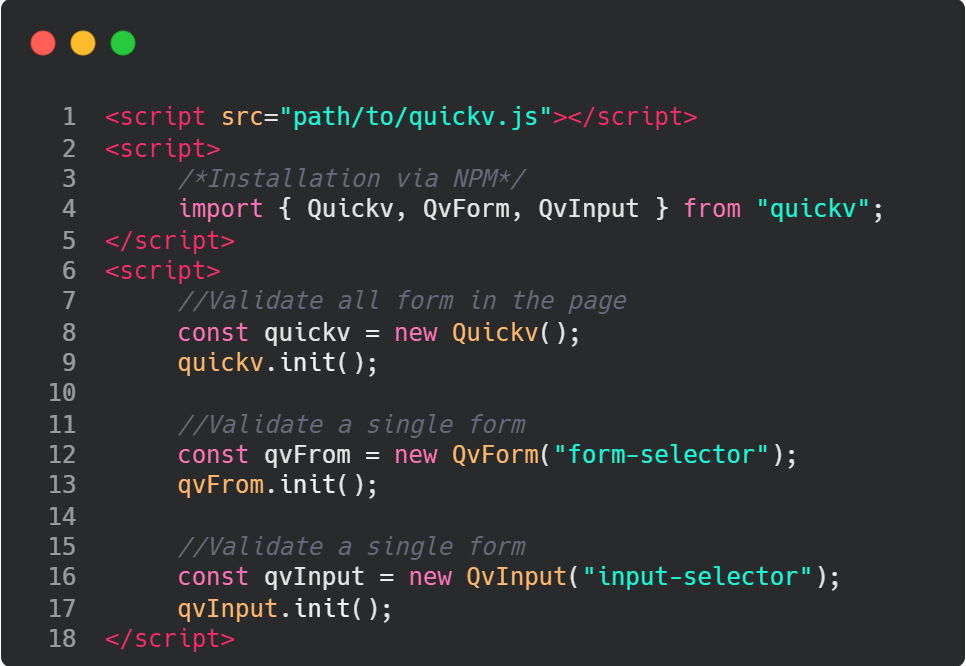 1 <script src="path/to/quickv.js"></script>
2 <script>
3 /*Installation via NPM*/
4 import { Quickv, QvForm, QvInput } from "quickv";
5 </script>
6 <script>
7 //Validate all form in the page
8 const quickv = new Quickv();
9 quickv.init();
10
11 //Validate a single form
12 const qvFrom = new QvForm("form-selector");
13 qvFrom.init();
14
15 //Validate a single form
16 const qvInput = new QvInput("input-selector");
17 qvInput.init();
18 </script>